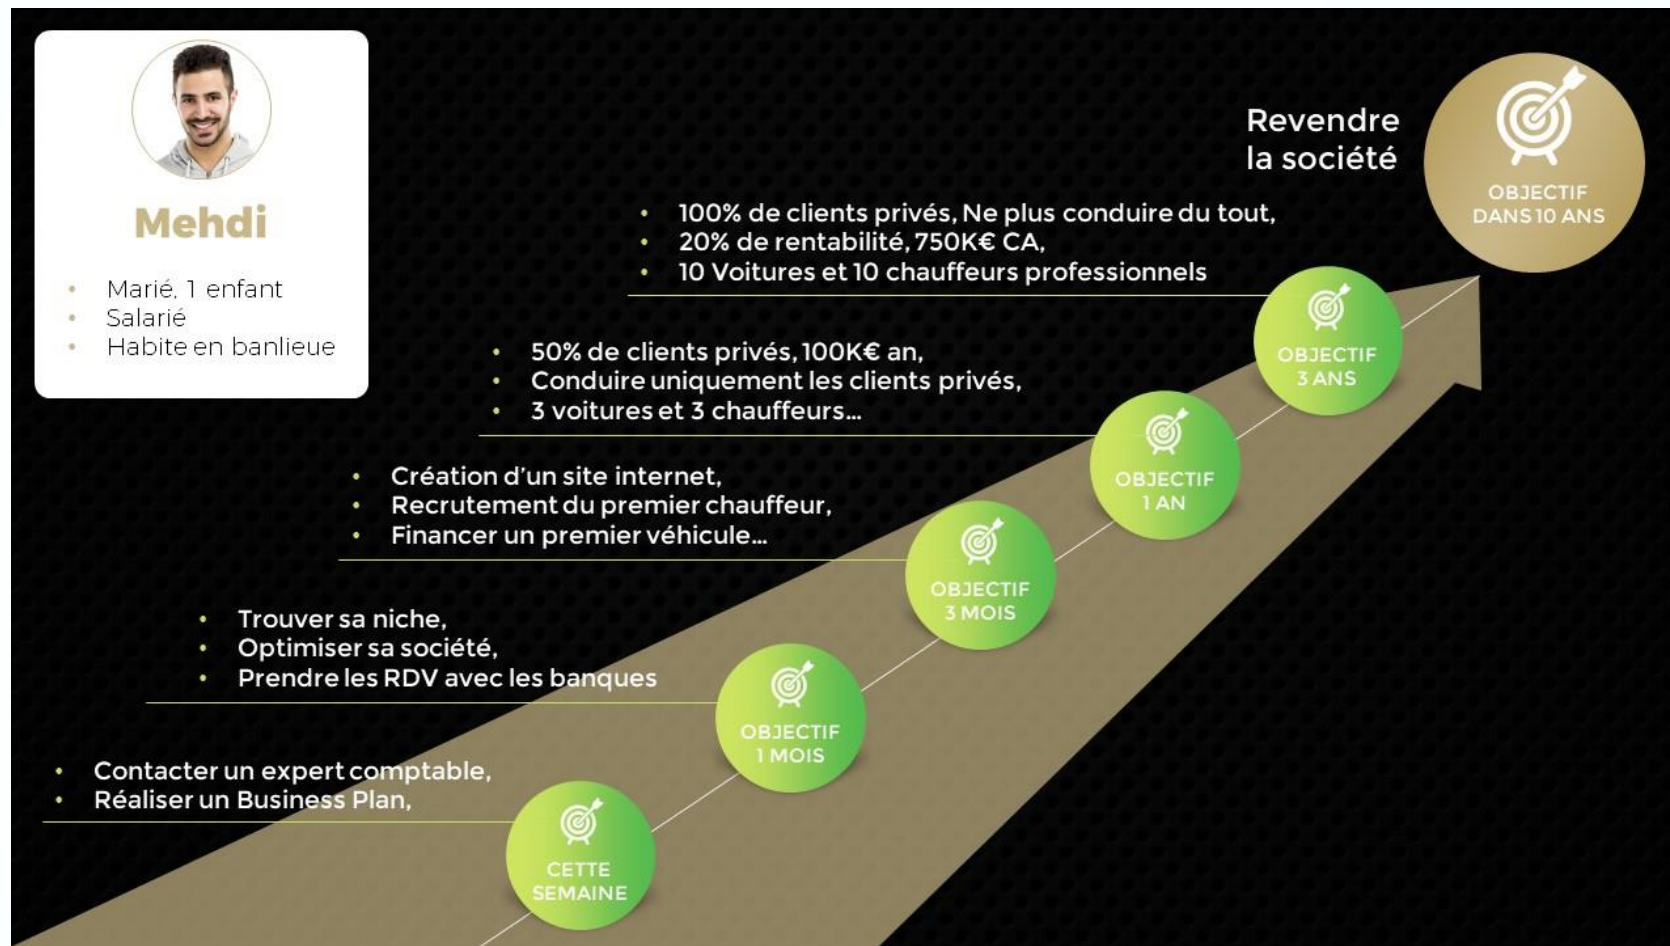 Mehdi
• Marié, 1 enfant
• Salarié
• Habite en banlieue
Revendre
la société
OBJECTIF
DANS 10 ANS
• 100% de clients privés, Ne plus conduire du tout,
• 20% de rentabilité, 750K€ CA,
• 10 Voitures et 10 chauffeurs professionnels
OBJECTIF
3 ANS
• 50% de clients privés, 100K€ an,
• Conduire uniquement les clients privés,
• 3 voitures et 3 chauffeurs...
OBJECTIF
1 AN
• Création d'un site internet,
• Recrutement du premier chauffeur,
• Financer un premier véhicule...
OBJECTIF
3 MOIS
• Trouver sa niche,
• Optimiser sa société,
• Prendre les RDV avec les banques
OBJECTIF
1 MOIS
• Contacter un expert comptable,
• Réaliser un Business Plan,
CETTE
SEMAINE